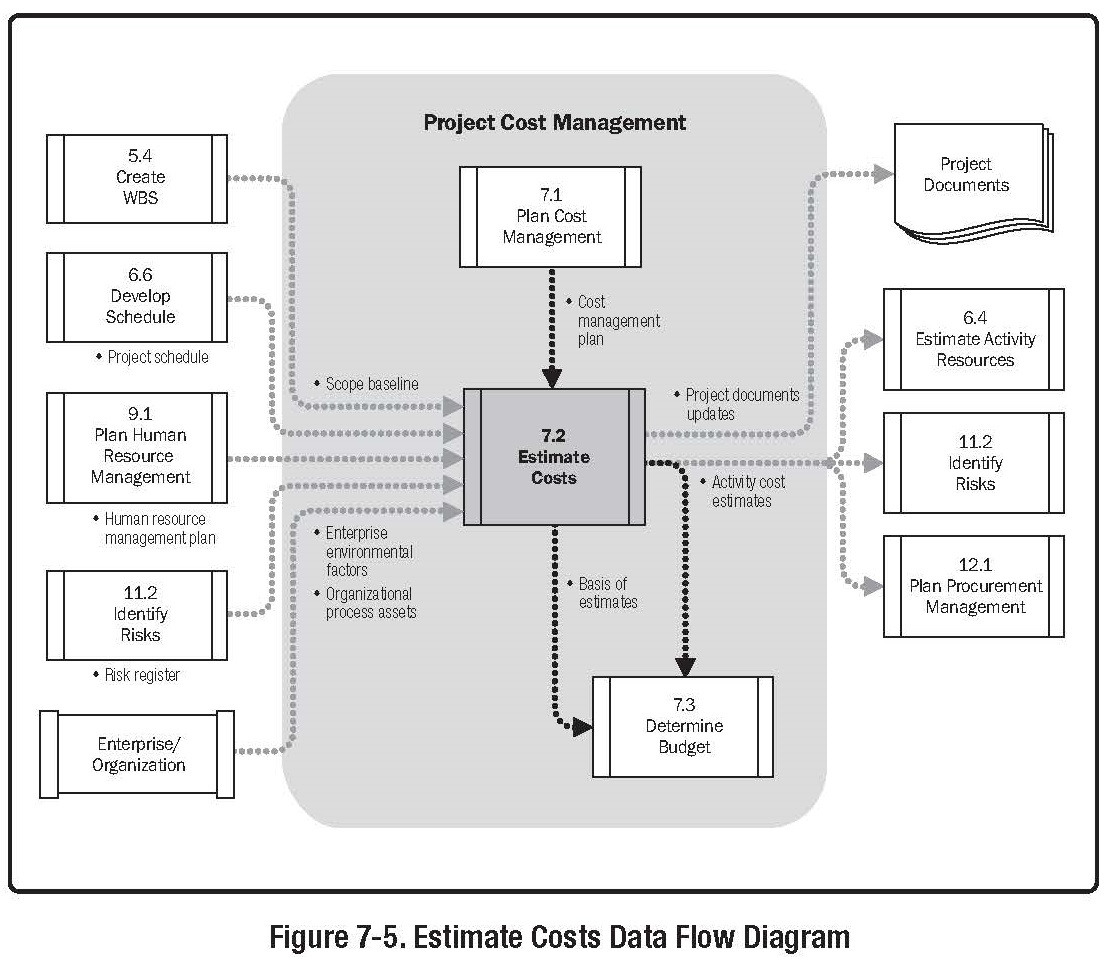 Project Cost Management
5.4
Create
WBS
6.6
Develop
Schedule
• Project schedule
9.1
Plan Human
Resource
Management
• Human resource
management plan
11.2
Identify
Risks
• Risk register
Enterprise/
Organization
7.1
Plan Cost
Management
• Cost
management
plan
• Scope baseline
7.2
Estimate
Costs
• Enterprise
environmental
factors
• Organizational
process assets
• Project documents
updates
• Activity cost
estimates
• Basis of
estimates
7.3
Determine
Budget
Project
Documents
6.4
Estimate Activity
Resources
11.2
Identify
Risks
12.1
Plan Procurement
Management
Figure 7-5. Estimate Costs Data Flow Diagram